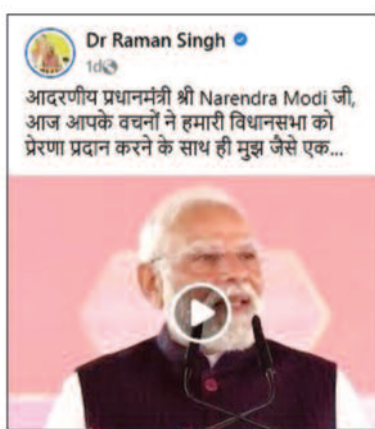 Dr Raman Singh
1d
आदरणीय प्रधानमंत्री श्री Narendra Modi जी,
आज आपके वचनों ने हमारी विधानसभा को
प्रेरणा प्रदान करने के साथ ही मुझ जैसे एक...